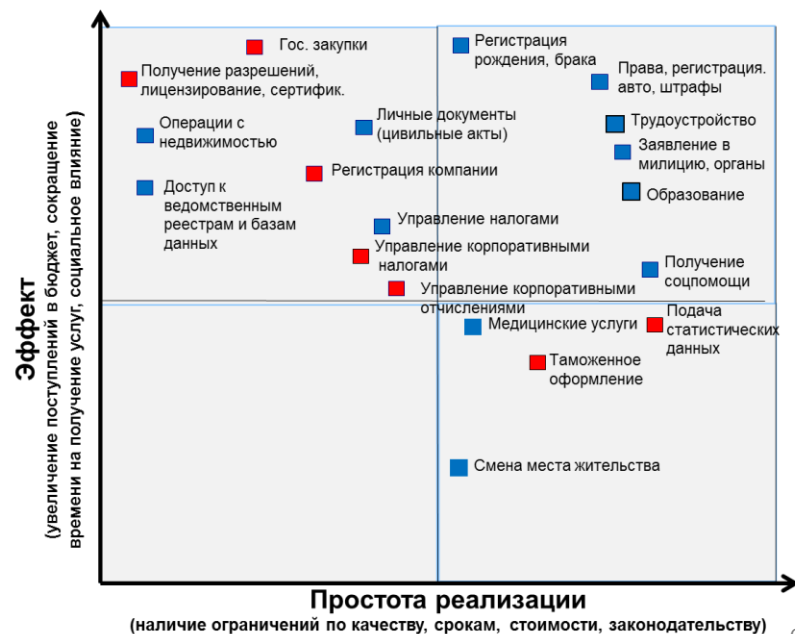 Гос. закупки
Получение разрешений,
лицензирование, сертифик.
Операции с
недвижимостью
Личные документы
(цивильные акты)
Регистрация компании
Доступ к
ведомственным
реестрам и базам
данных
Управление налогами
Управление корпоративными
налогами
Управление корпоративными
отчислениями
Регистрация
рождения, брака
Права, регистрация.
авто, штрафы
Трудоустройство
Заявление в
милицию, органы
Образование
Получение
соцпомощи
Медицинские услуги
Подача
статистических
данных
Таможенное
оформление
Смена места жительства
Эффект
(увеличение поступлений в бюджет, сокращение
времени на получение услуг, социальное влияние)
Простота реализации
(наличие ограничений по качеству, срокам, стоимости, законодательству)